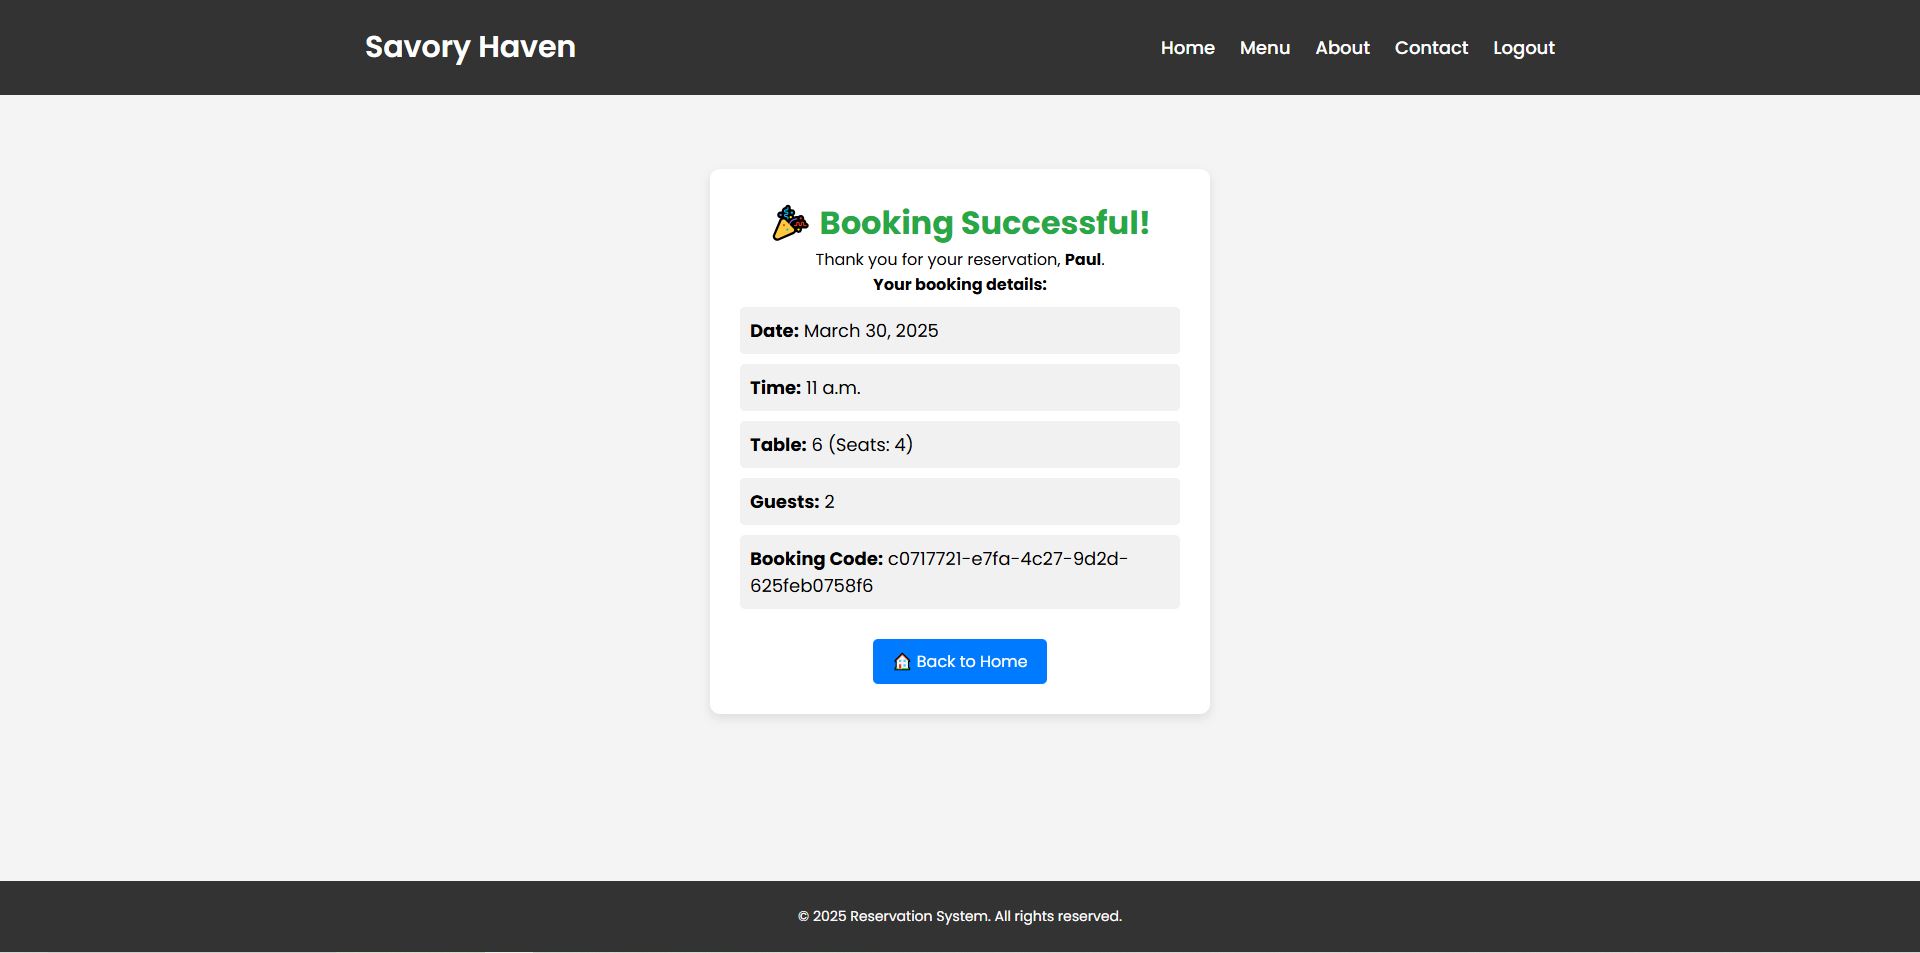 Savory Haven
Home Menu About Contact Logout
Booking Successful!
Thank you for your reservation, Paul.
Your booking details:
Date: March 30, 2025
Time: 11 a.m.
Table: 6 (Seats: 4)
Guests: 2
Booking Code: c0717721-e7fa-4c27-9d2d-
625feb0758f6
Back to Home
© 2025 Reservation System. All rights reserved.